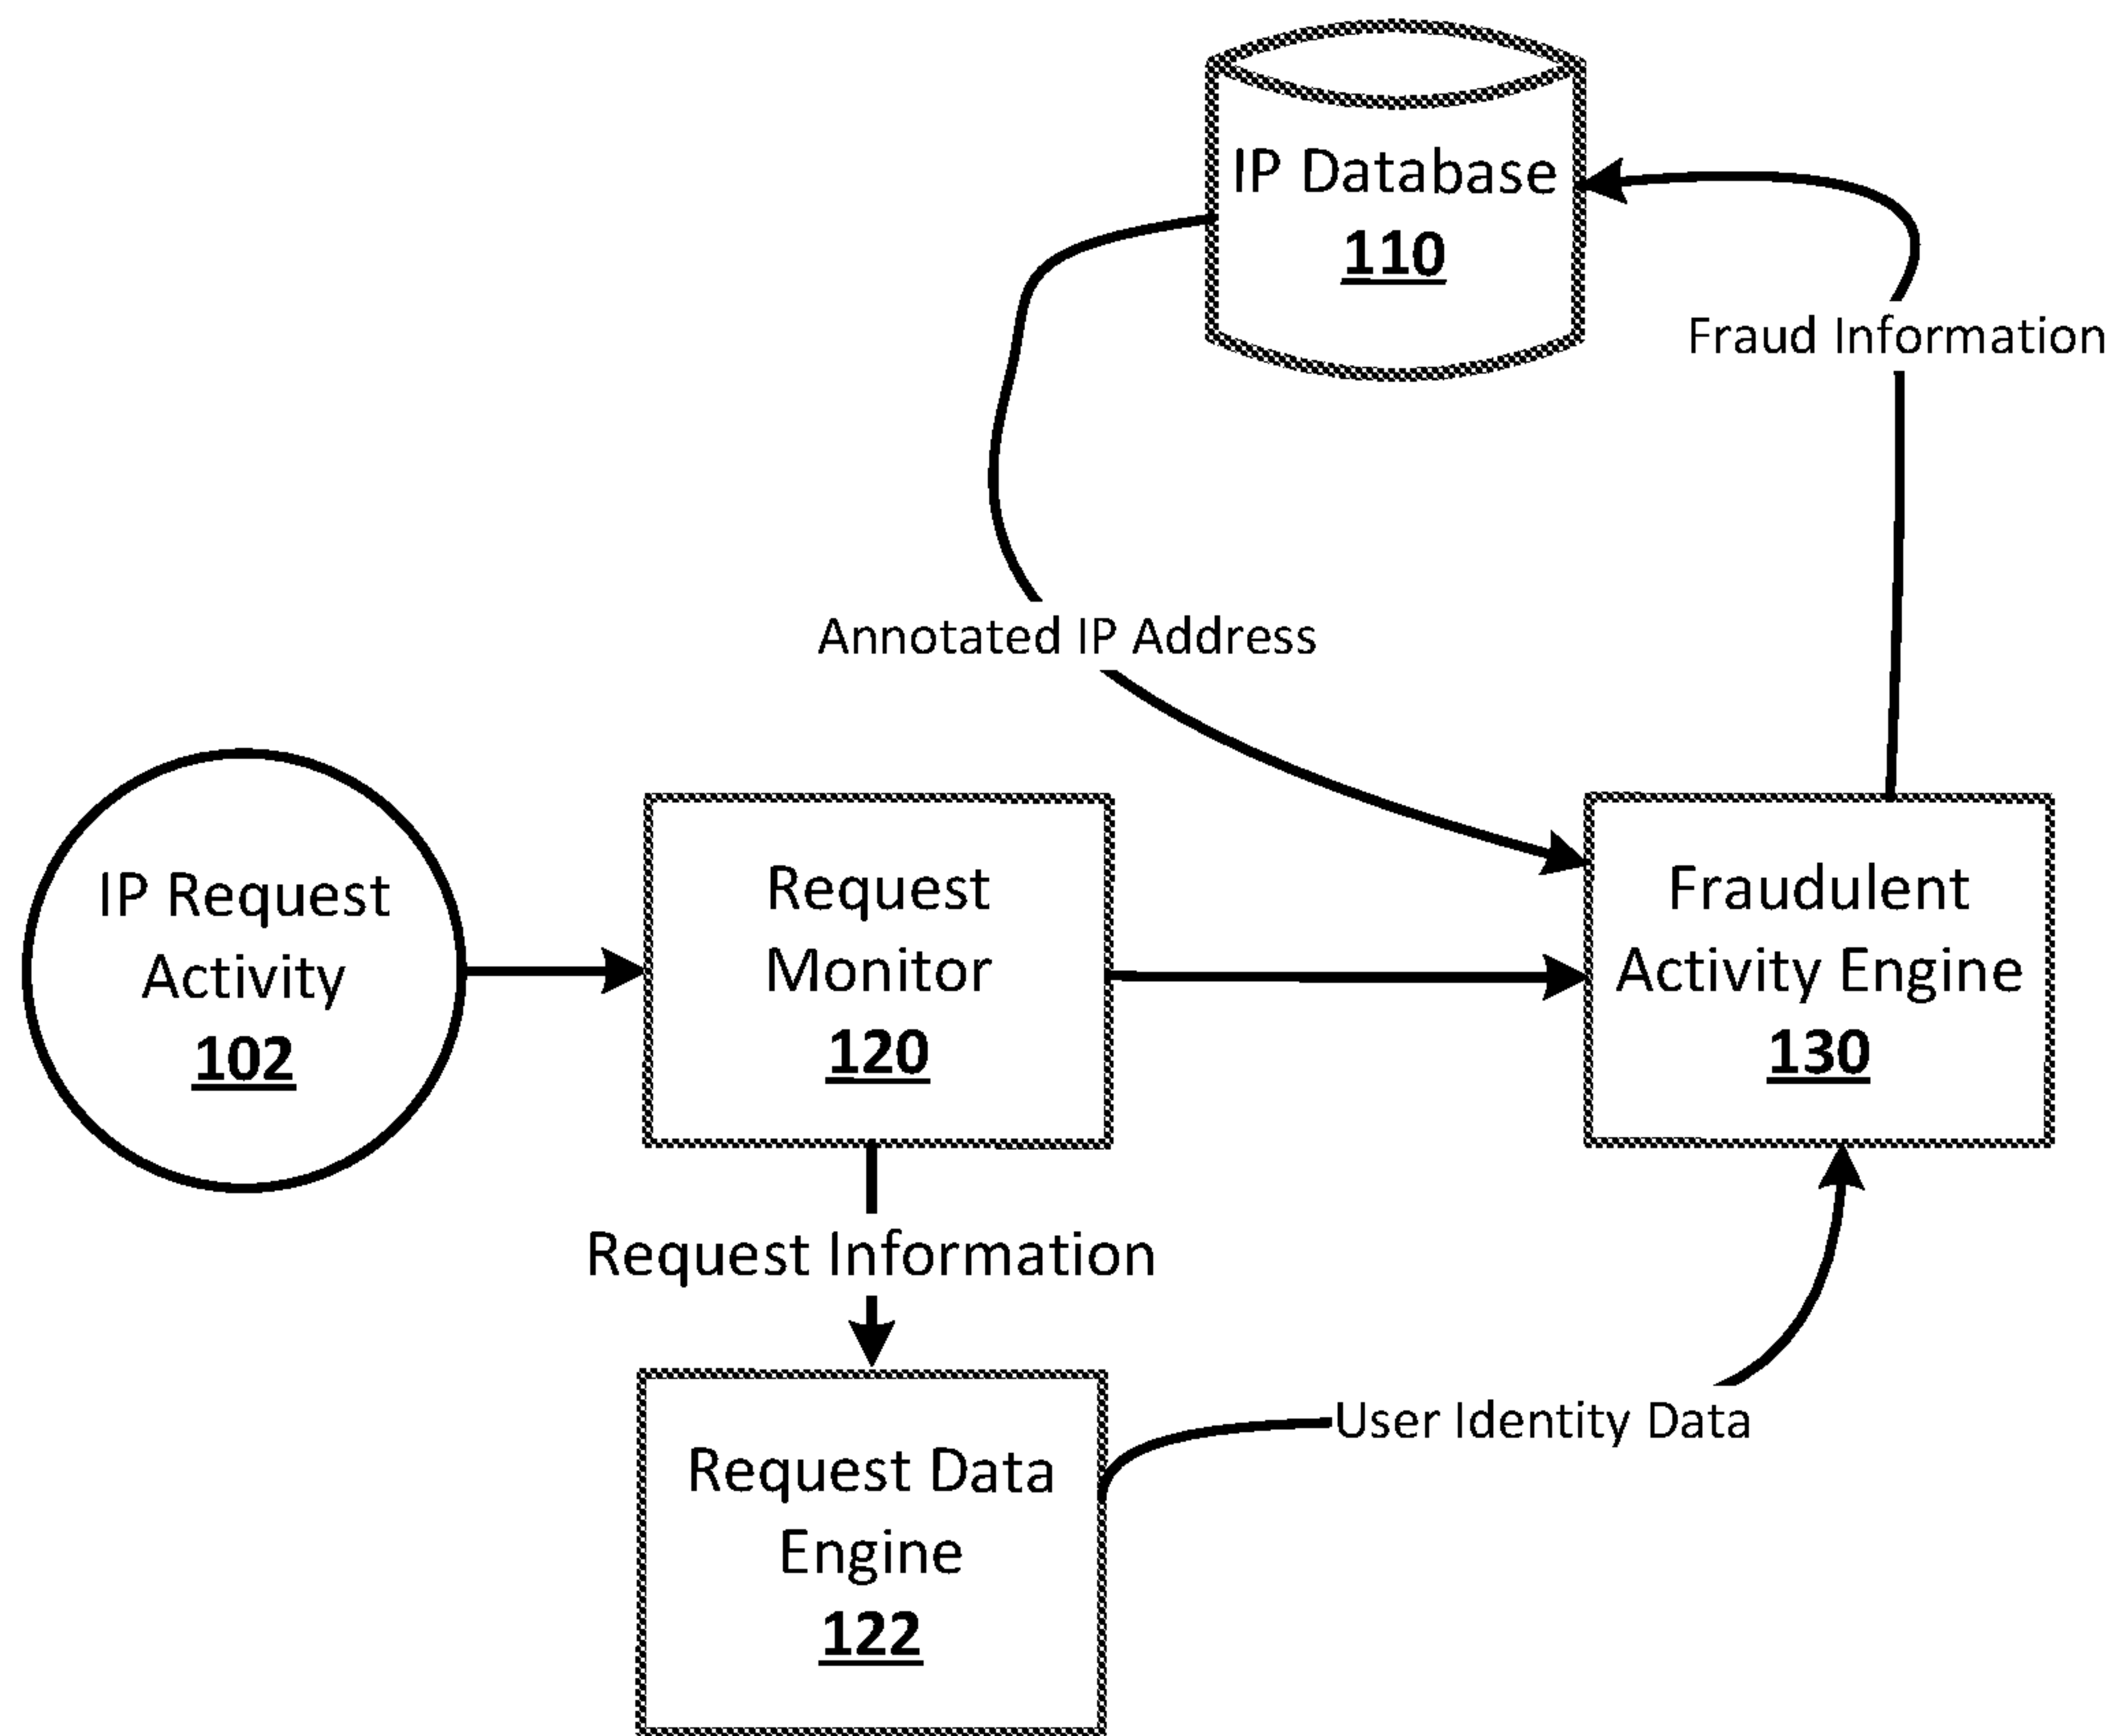 IP Database
110
Fraud Information
Annotated IP Address
IP Request
Activity
102
Request
Monitor
120
Fraudulent
Activity Engine
130
Request Information
User Identity Data
Request Data
Engine
122